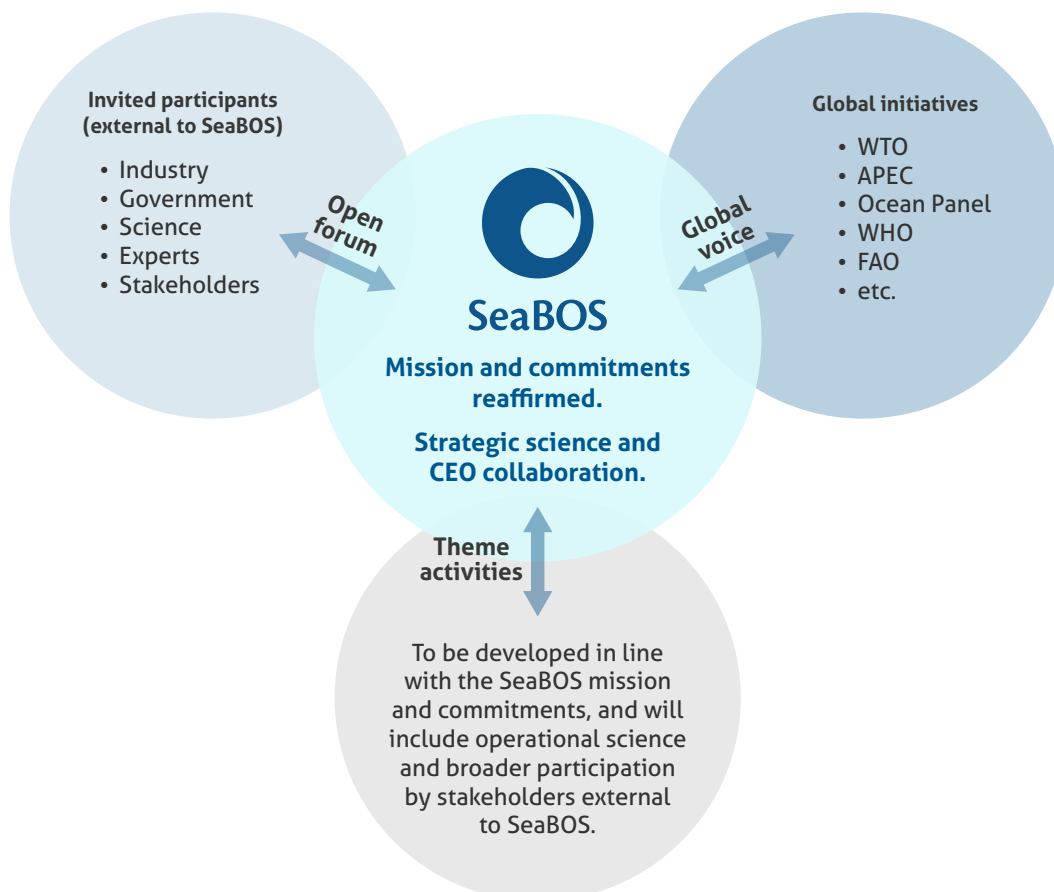 Invited participants
(external to SeaBOS)
• Industry
• Government
• Science
• Experts
• Stakeholders
Open
forum
SeaBOS
Mission and commitments
reaffirmed.
Strategic science and
CEO collaboration.
Global
voice
Global initiatives
• WTO
• APEC
• Ocean Panel
• WHO
• FAO
• etc.
Theme
activities
To be developed in line
with the SeaBOS mission
and commitments, and will
include operational science
and broader participation
by stakeholders external
to SeaBOS.